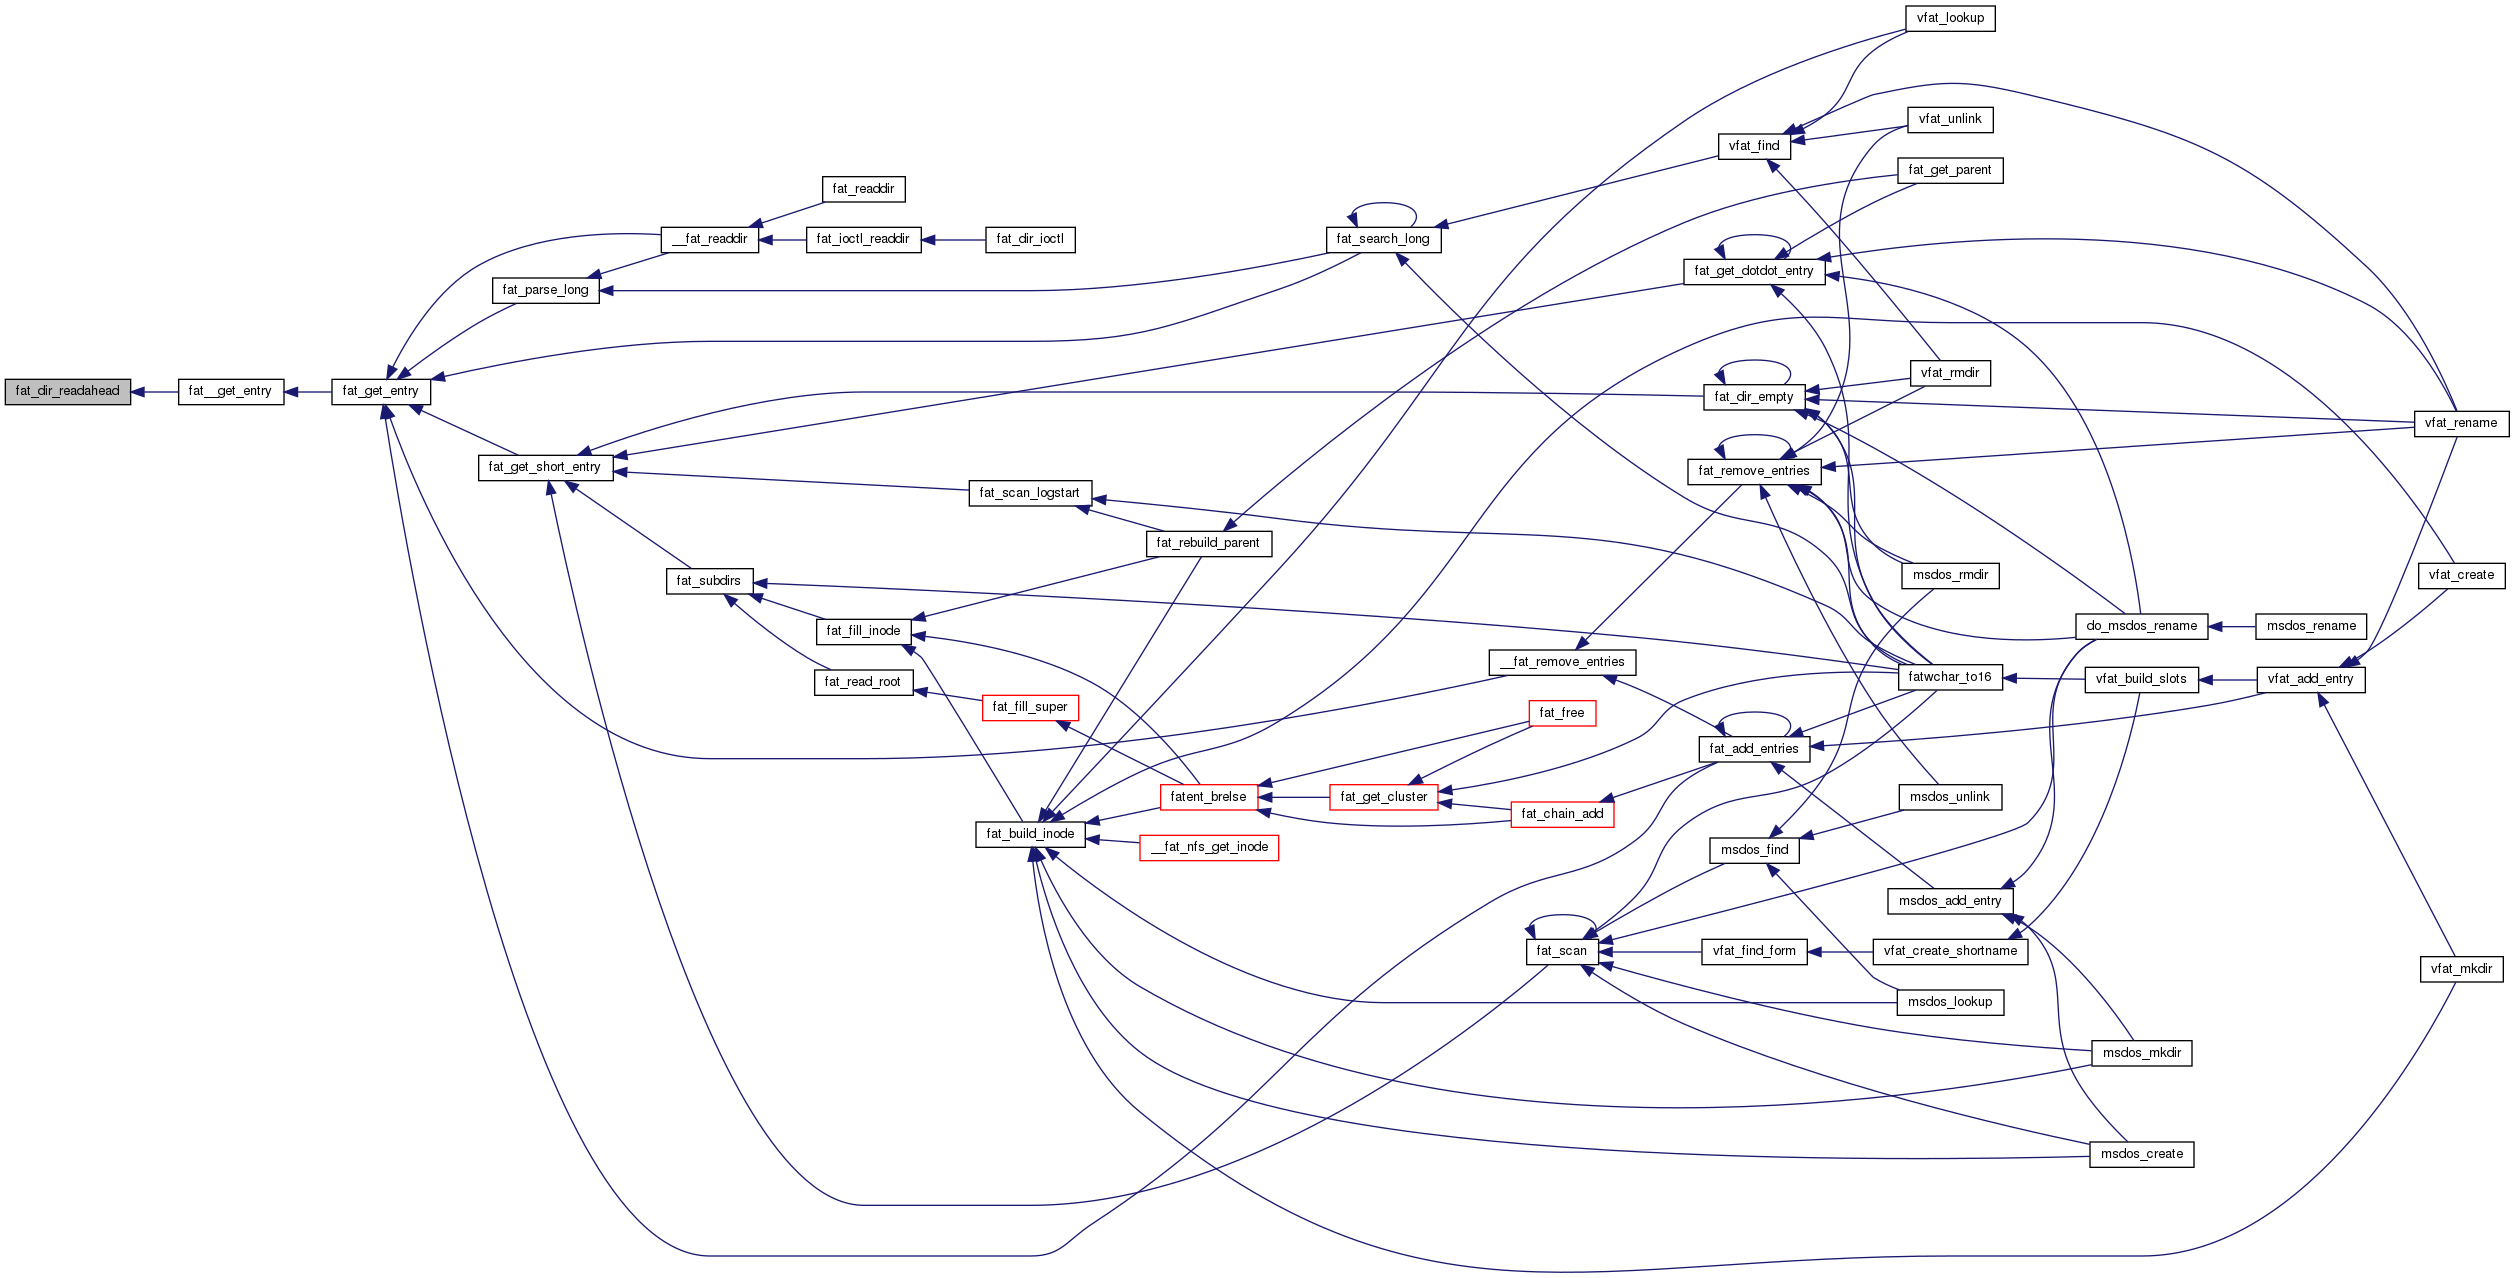 vfat_lookup
vfat_unlink
vfat_find
fat_get_parent
fat_readdir
__fat_readdir
fat_ioctl_readdir
fat_dir_ioctl
fat_search_long
fat_get_dotdot_entry
fat_parse_long
vfat_rmdir
fat_dir_readahead
fat__get_entry
fat_get_entry
fat_dir_empty
vfat_rename
fat_get_short_entry
fat_remove_entries
fat_scan_logstart
fat_rebuild_parent
fat_subdirs
msdos_rmdir
vfat_create
fat_fill_inode
do_msdos_rename
msdos_rename
__fat_remove_entries
fat_read_root
fatwchar_to16
vfat_build_slots
vfat_add_entry
fat_fill_super
fat_free
fat_add_entries
fatent_brelse
fat_get_cluster
msdos_unlink
fat_chain_add
fat_build_inode
__fat_nfs_get_inode
msdos_find
msdos_add_entry
fat_scan
vfat_find_form
vfat_create_shortname
vfat_mkdir
msdos_lookup
msdos_mkdir
msdos_create